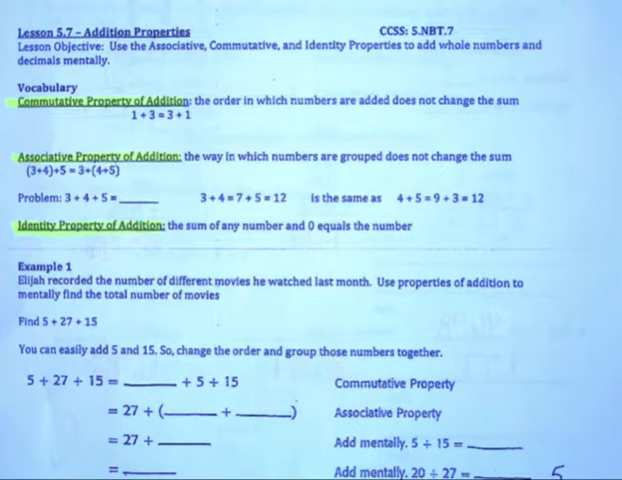 Lesson 5.7 – Addition Properties CCSS: 5.NBT.7
Lesson Objective: Use the Associative, Commutative, and Identity Properties to add whole numbers and
decimals mentally.
Vocabulary
Commutative Property of Addition: the order in which numbers are added does not change the sum
1 + 3 = 3 + 1
Associative Property of Addition: the way in which numbers are grouped does not change the sum
(3+4)+5 = 3+(4+5)
Problem: 3 + 4 + 5 = ______ 3 + 4 = 7 + 5 = 12 is the same as 4 + 5 = 9 + 3 = 12
Identity Property of Addition: the sum of any number and 0 equals the number
Example 1
Elijah recorded the number of different movies he watched last month. Use properties of addition to
mentally find the total number of movies
Find 5 + 27 + 15
You can easily add 5 and 15. So, change the order and group those numbers together.
5 + 27 + 15 = ______ + 5 + 15 Commutative Property
= 27 + (______ + ______) Associative Property
= 27 + ______ Add mentally. 5 + 15 = ______
= ______ Add mentally. 20 + 27 = ______ 5